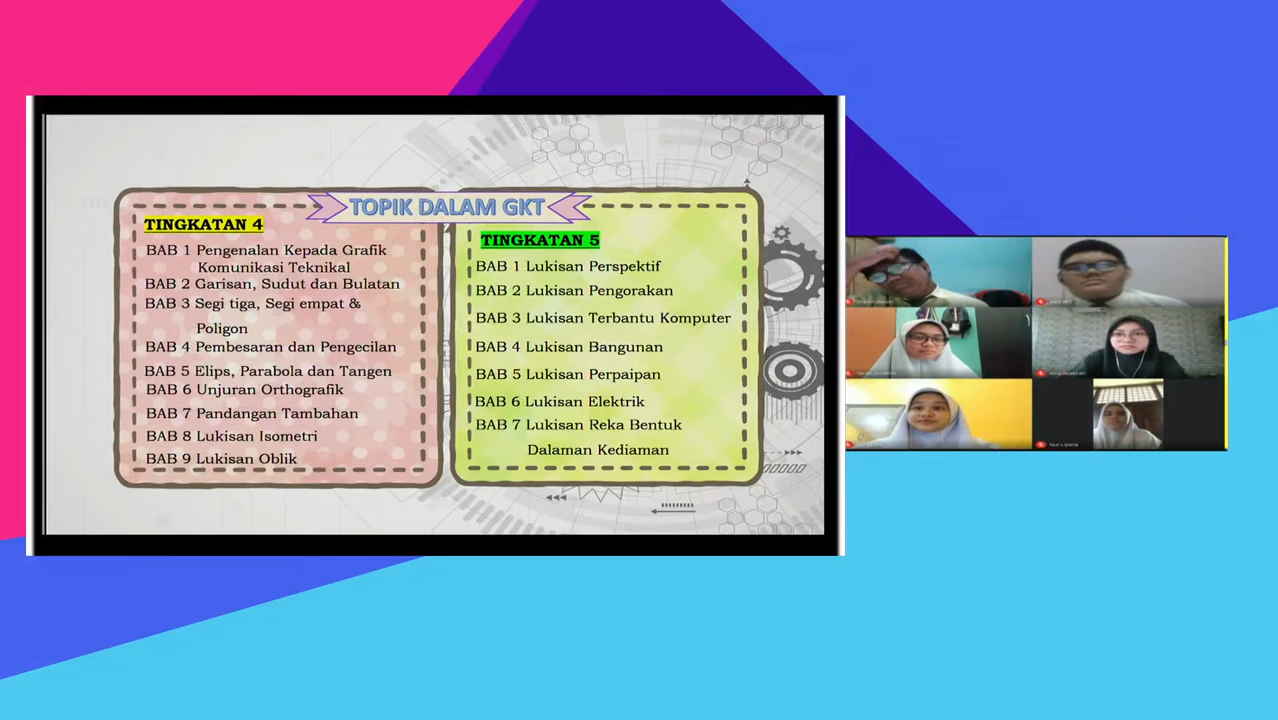 TOPIK DALAM GKT
TINGKATAN 4
BAB 1 Pengenalan Kepada Grafik
Komunikasi Teknikal
BAB 2 Garisan, Sudut dan Bulatan
BAB 3 Segi tiga, Segi empat &
Poligon
BAB 4 Pembesaran dan Pengecilan
BAB 5 Elips, Parabola dan Tangen
BAB 6 Unjuran Orthografik
BAB 7 Pandangan Tambahan
BAB 8 Lukisan Isometri
BAB 9 Lukisan Oblik
TINGKATAN 5
BAB 1 Lukisan Perspektif
BAB 2 Lukisan Pengorakan
BAB 3 Lukisan Terbantu Komputer
BAB 4 Lukisan Bangunan
BAB 5 Lukisan Perpaipan
BAB 6 Lukisan Elektrik
BAB 7 Lukisan Reka Bentuk
Dalaman Kediaman